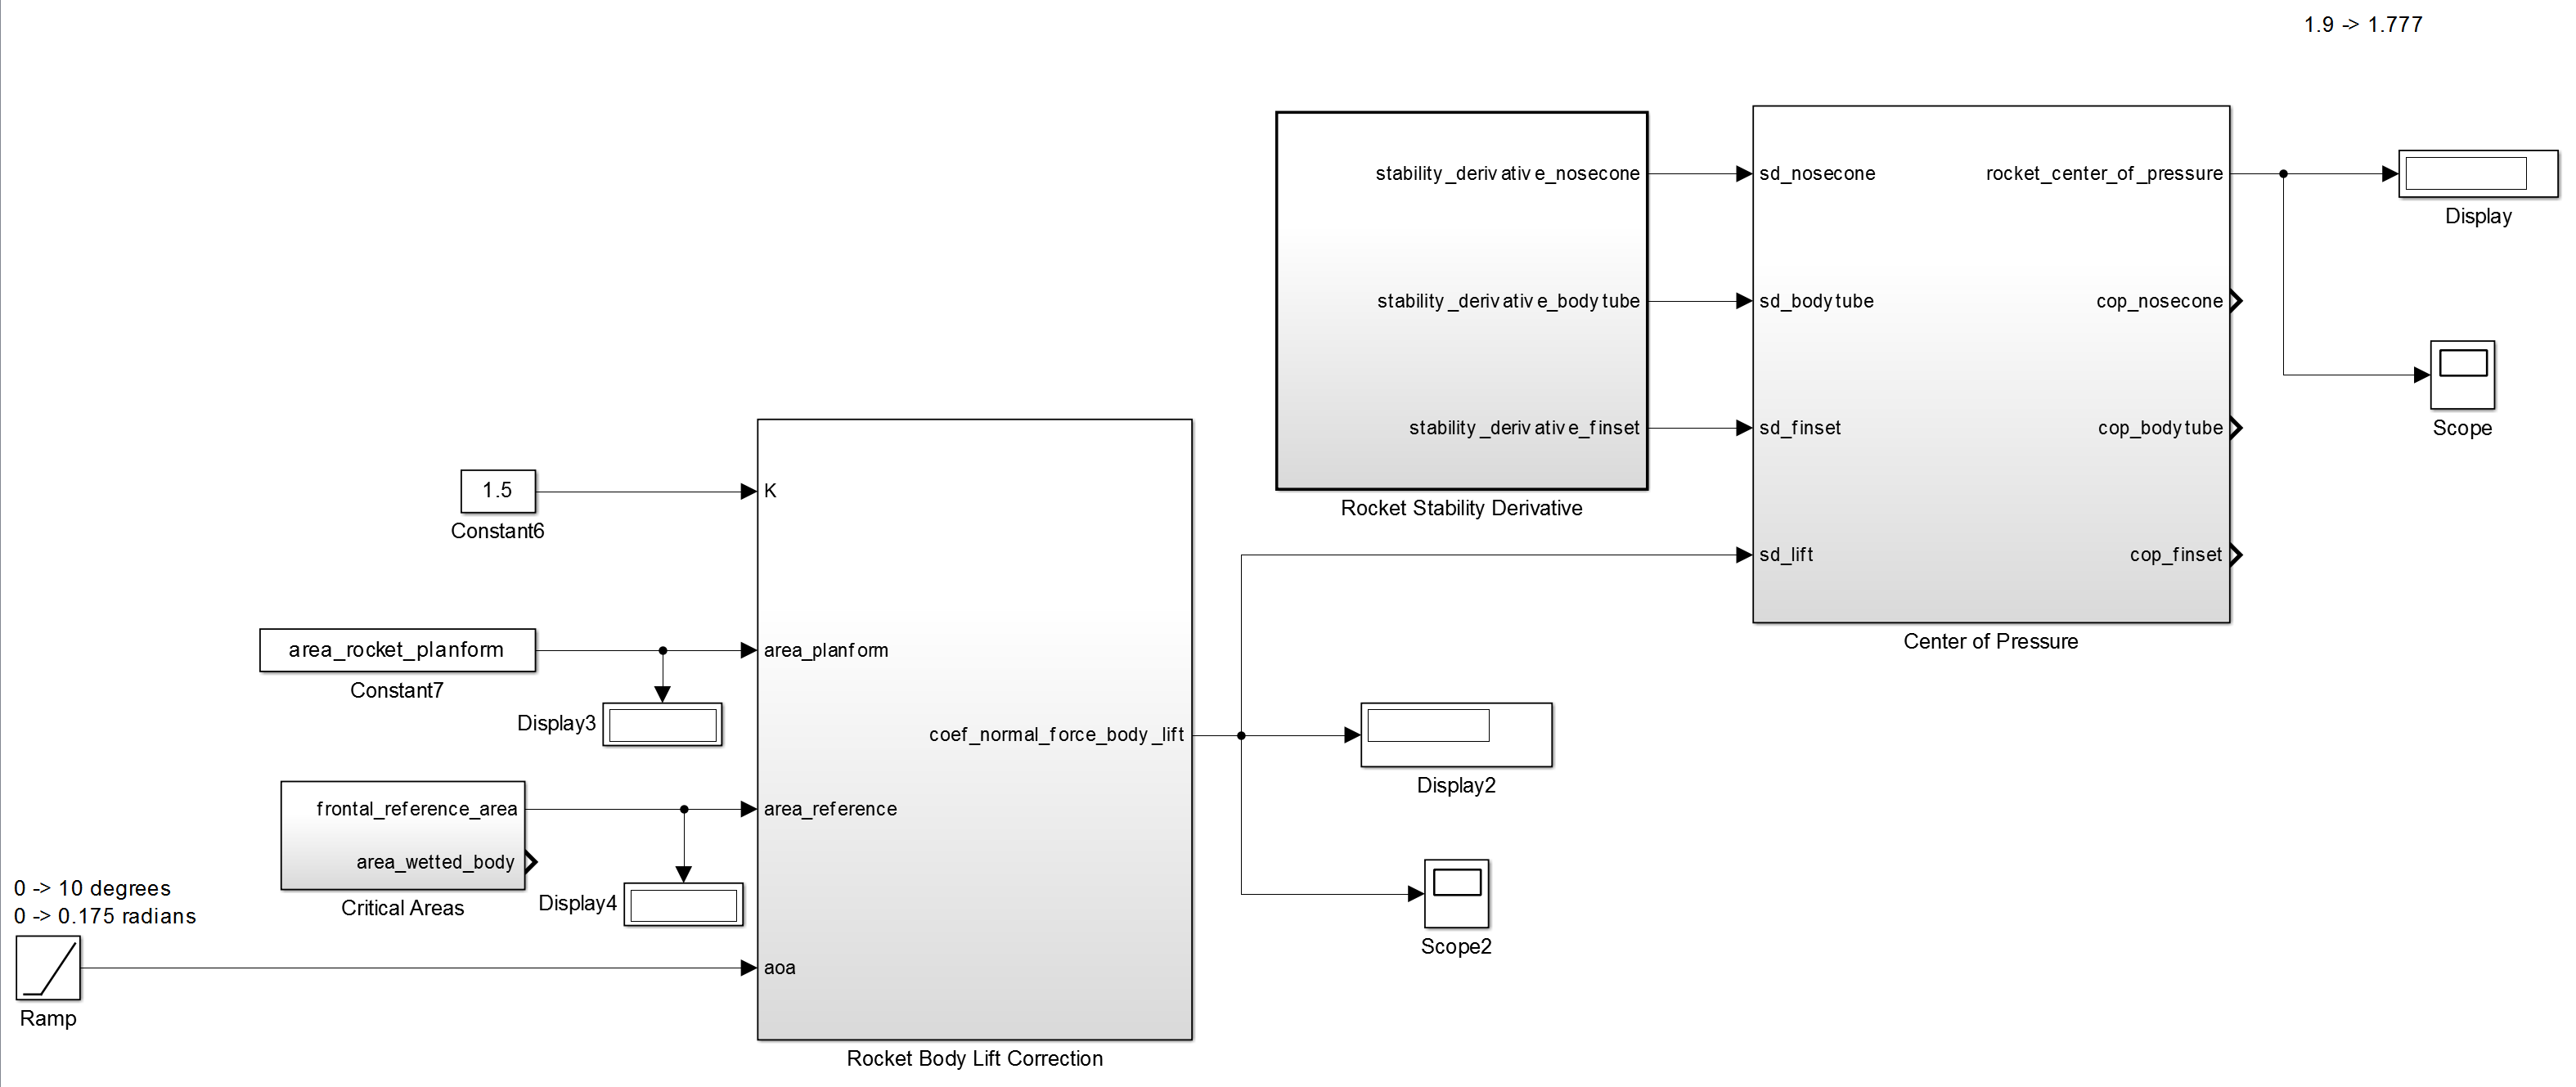 1.9 -> 1.777
stability_derivative_nosecone
stability_derivative_bodytube
stability_derivative_finset
Rocket Stability Derivative
sd_nosecone
sd_bodytube
sd_finset
sd_lift
rocket_center_of_pressure
cop_nosecone
cop_bodytube
cop_finset
Center of Pressure
Display
Scope
1.5
Constant6
area_rocket_planform
Constant7
Display3
frontal_reference_area
area_wetted_body
Critical Areas
Display4
0 -> 10 degrees
0 -> 0.175 radians
Ramp
K
area_planform
area_reference
aoa
coef_normal_force_body_lift
Rocket Body Lift Correction
Display2
Scope2